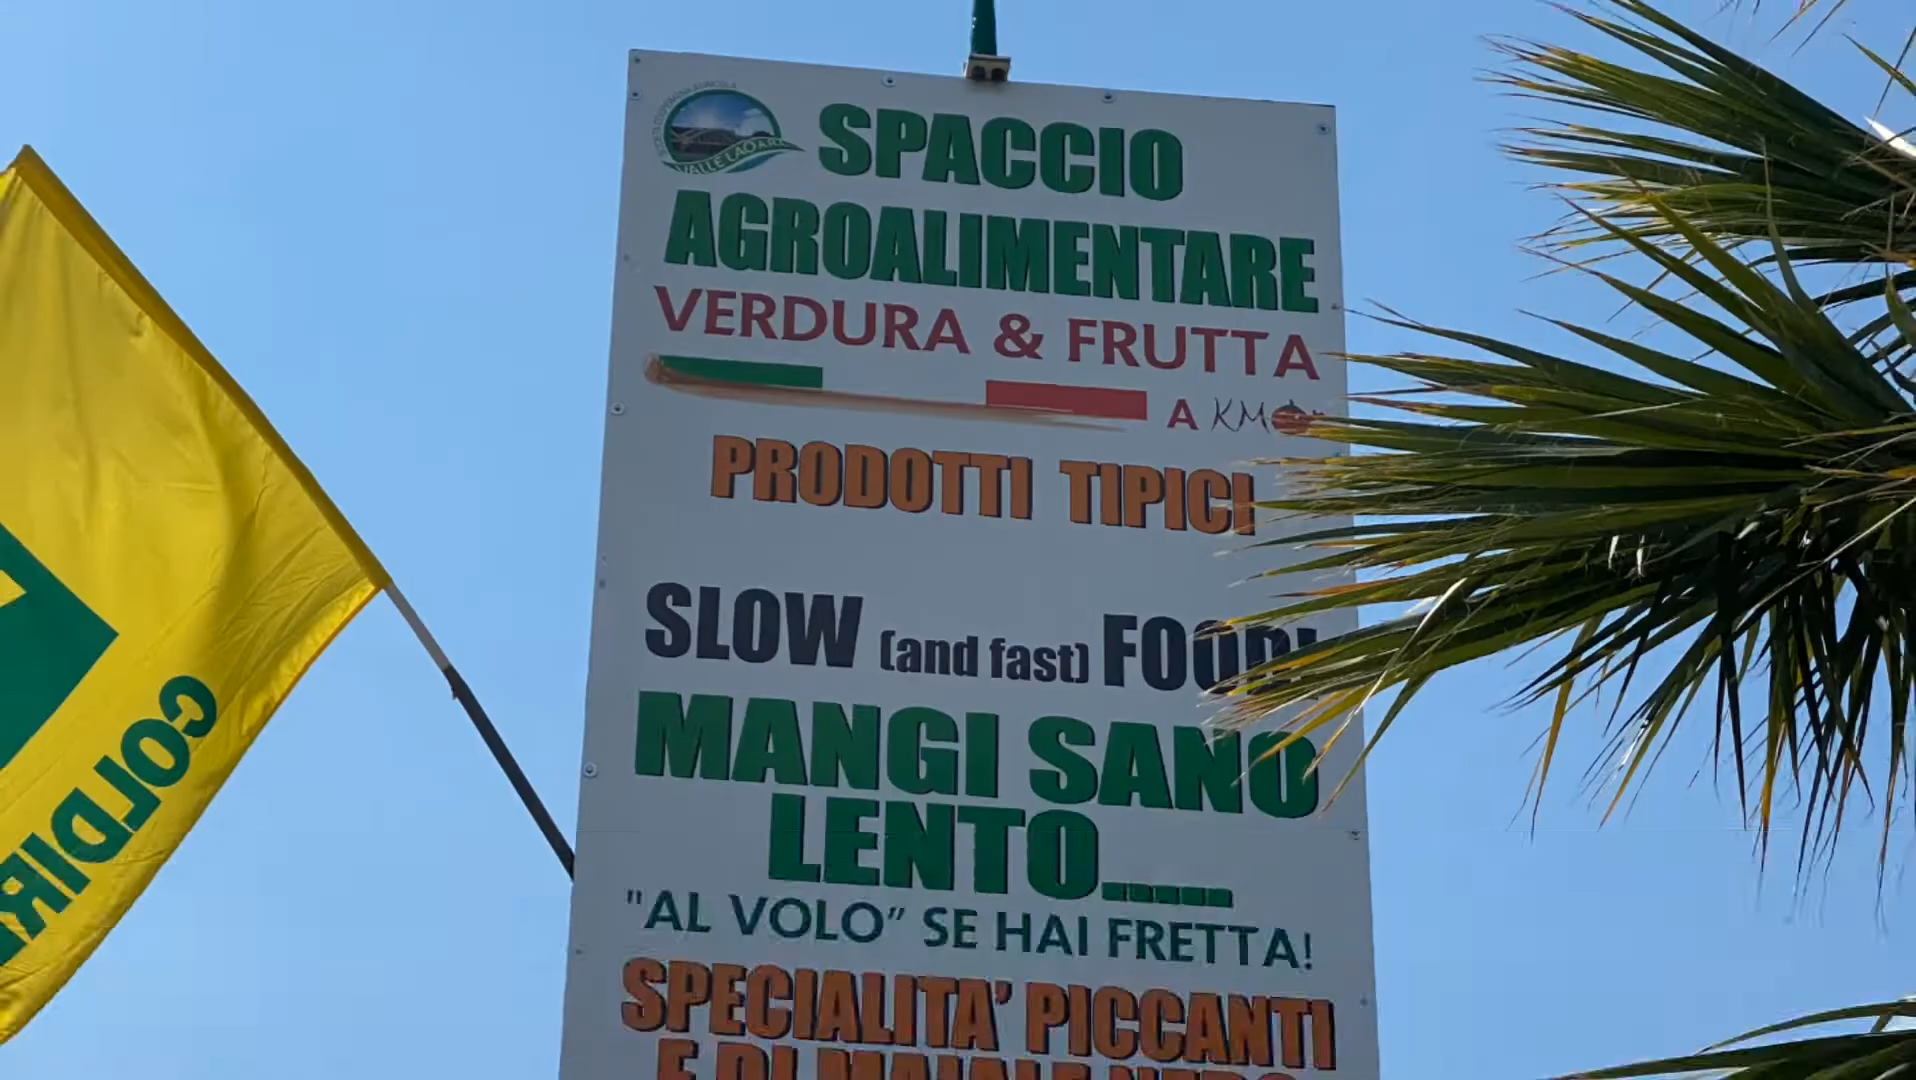 SPACCIO
AGROALIMENTARE
VERDURA & FRUTTA
A KM
PRODOTTI TIPICI
SLOW (and fast) FOOD!
MANGI SANO
LENTO.....
"AL VOLO" SE HAI FRETTA!
SPECIALITA' PICCANTI
E DI MAIALE NERO
COLDIR